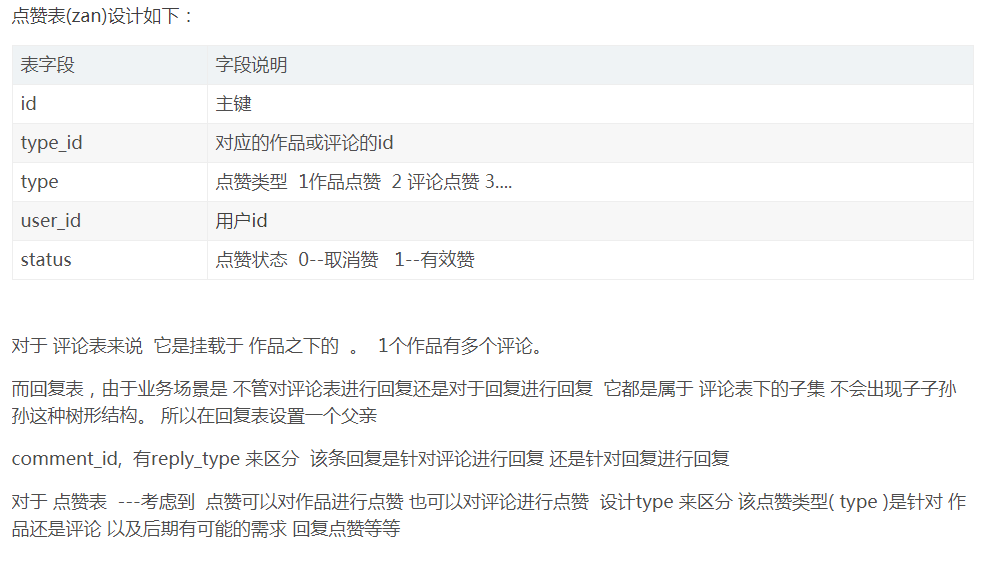 点赞表(zan)设计如下：
表字段 字段说明
id 主键
type_id 对应的作品或评论的id
type 点赞类型 1作品点赞 2 评论点赞 3....
user_id 用户id
status 点赞状态 0--取消赞 1--有效赞
对于 评论表来说 它是挂载于 作品之下的 。 1个作品有多个评论。
而回复表，由于业务场景是 不管对评论表进行回复还是对于回复进行回复 它都是属于 评论表下的子集 不会出现子子孙
孙这种树形结构。 所以在回复表设置一个父亲
comment_id, 有reply_type 来区分 该条回复是针对评论进行回复 还是针对回复进行回复
对于 点赞表 ---考虑到 点赞可以对作品进行点赞 也可以对评论进行点赞 设计type 来区分 该点赞类型( type )是针对 作
品还是评论 以及后期有可能的需求 回复点赞等等